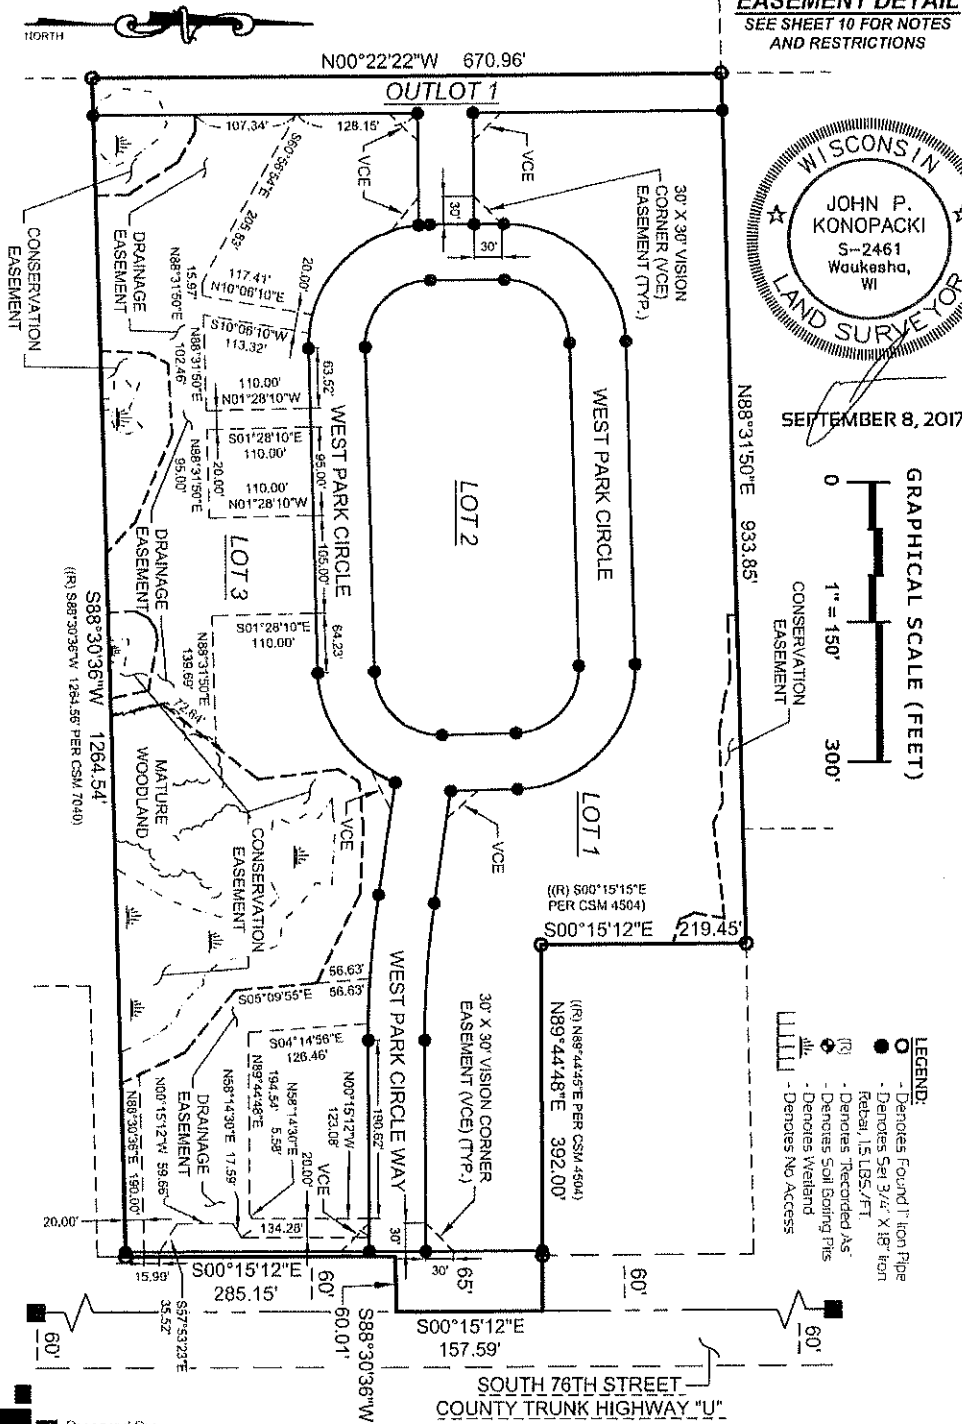 EASEMENT DETAIL
SEE SHEET 10 FOR NOTES
AND RESTRICTIONS
NORTH
N00°22'22"W 670.96'
OUTLOT 1
107.34'
128.15'
VCE
VCE
VCE
30'
30'
30' X 30' VISION
CORNER (VCE)
EASEMENT (TYP.)
WISCONSIN
JOHN P.
KONOPACKI
S-2461
Waukesha,
WI
LAND SURVEYOR
SEPTEMBER 8, 2017
GRAPHICAL SCALE (FEET)
0 1" = 150' 300'
CONSERVATION
EASEMENT
DRAINAGE
EASEMENT
S60°56'54"E 205.83'
117.41'
N10°06'10"E
20.00'
15.97'
N88°31'50"E
S10°06'10"W
113.32'
N88°31'50"E
102.46'
63.52'
110.00'
N01°28'10"W
S01°28'10"E
110.00'
95.00'
20.00'
110.00'
N01°28'10"W
N88°31'50"E
95.00'
105.00'
WEST PARK CIRCLE
WEST PARK CIRCLE
LOT 2
LOT 3
DRAINAGE
EASEMENT
S01°28'10"E
110.00'
64.23'
N88°31'50"E
139.69'
72.84'
N88°31'50"E 933.85'
CONSERVATION
EASEMENT
S88°30'36"W 1264.54'
((R) S88°30'36"W 1264.56' PER CSM 7040)
MATURE
WOODLAND
CONSERVATION
EASEMENT
VCE
VCE
LOT 1
((R) S00°15'15"E
PER CSM 4504)
S00°15'12"E 219.45'
((R) N89°44'45"E PER CSM 4504)
N89°44'48"E 392.00'
WEST PARK CIRCLE WAY
30' X 30' VISION CORNER
EASEMENT (VCE) (TYP.)
56.63'
56.63'
S05°09'55"E
S04°14'56"E
126.46'
N89°44'48"E
194.54'
N58°14'30"E
5.58'
N00°15'12"W
123.08'
190.62'
20.00'
VCE
DRAINAGE
EASEMENT
N58°14'30"E 17.59'
N00°15'12"W 59.66'
N88°30'36"E 190.00'
134.28'
30'
30'
20.00'
15.99'
S00°15'12"E
285.15'
S57°53'23"E
35.52'
60'
65'
60'
S88°30'36"W
60.01'
S00°15'12"E
157.59'
60'
60'
SOUTH 76TH STREET
COUNTY TRUNK HIGHWAY "U"
LEGEND:
- Denotes Found 1" Iron Pipe
- Denotes Set 3/4" X 18" Iron
Rebar, 1.5 LBS./FT.
(R) - Denotes "Recorded As"
- Denotes Soil Boring Pits
- Denotes Wetland
- Denotes No Access